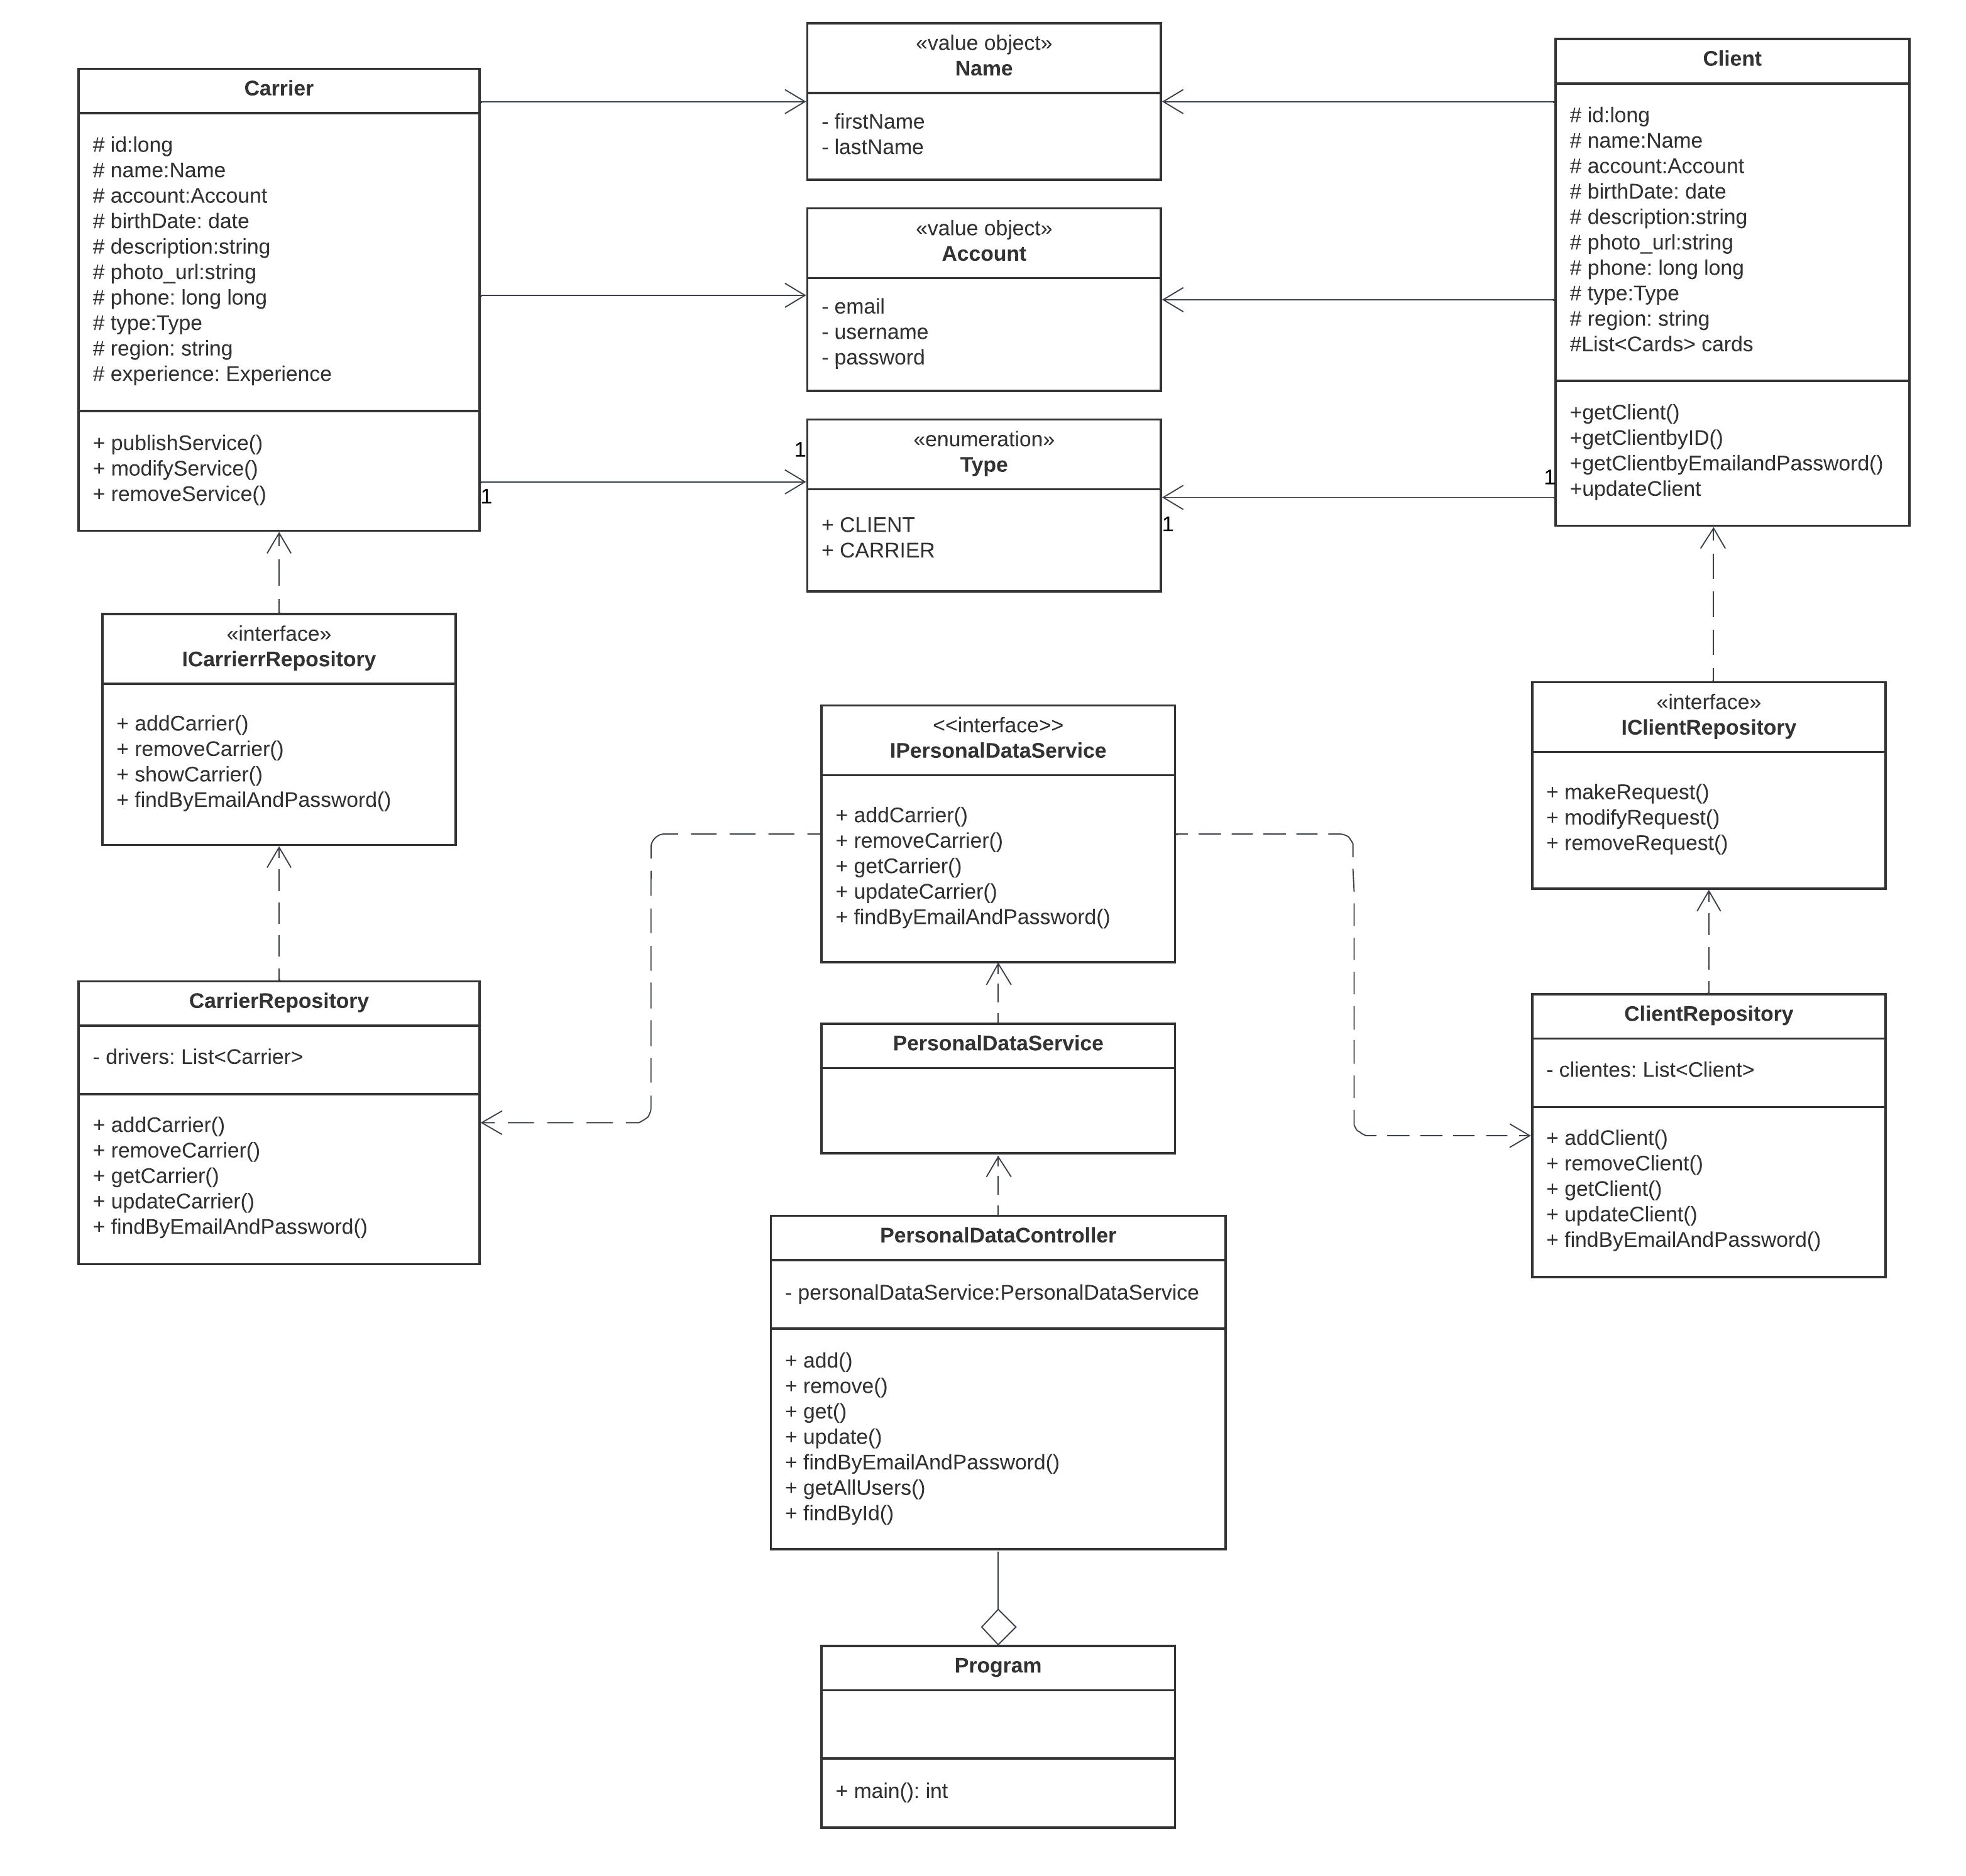 Carrier
# id:long
# name:Name
# account:Account
# birthDate: date
# description:string
# photo_url:string
# phone: long long
# type:Type
# region: string
# experience: Experience
+ publishService()
+ modifyService()
+ removeService()
«value object»
Name
- firstName
- lastName
«value object»
Account
- email
- username
- password
1
1
«enumeration»
Type
+ CLIENT
+ CARRIER
1
1
Client
# id:long
# name:Name
# account:Account
# birthDate: date
# description:string
# photo_url:string
# phone: long long
# type:Type
# region: string
#List<Cards> cards
+getClient()
+getClientbyID()
+getClientbyEmailandPassword()
+updateClient
«interface»
ICarrierrRepository
+ addCarrier()
+ removeCarrier()
+ showCarrier()
+ findByEmailAndPassword()
<<interface>>
IPersonalDataService
+ addCarrier()
+ removeCarrier()
+ getCarrier()
+ updateCarrier()
+ findByEmailAndPassword()
«interface»
IClientRepository
+ makeRequest()
+ modifyRequest()
+ removeRequest()
CarrierRepository
- drivers: List<Carrier>
+ addCarrier()
+ removeCarrier()
+ getCarrier()
+ updateCarrier()
+ findByEmailAndPassword()
PersonalDataService
ClientRepository
- clientes: List<Client>
+ addClient()
+ removeClient()
+ getClient()
+ updateClient()
+ findByEmailAndPassword()
PersonalDataController
- personalDataService:PersonalDataService
+ add()
+ remove()
+ get()
+ update()
+ findByEmailAndPassword()
+ getAllUsers()
+ findById()
Program
+ main(): int